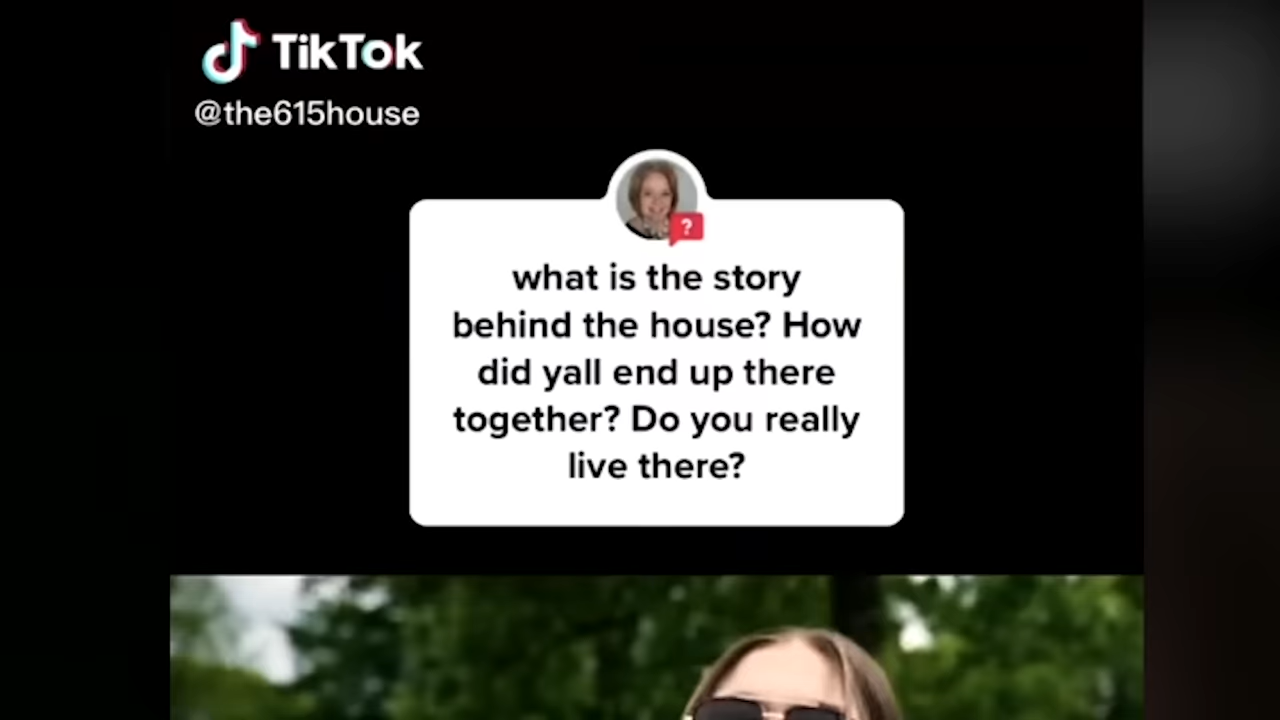 TikTok
@the615house
?
what is the story
behind the house? How
did yall end up there
together? Do you really
live there?